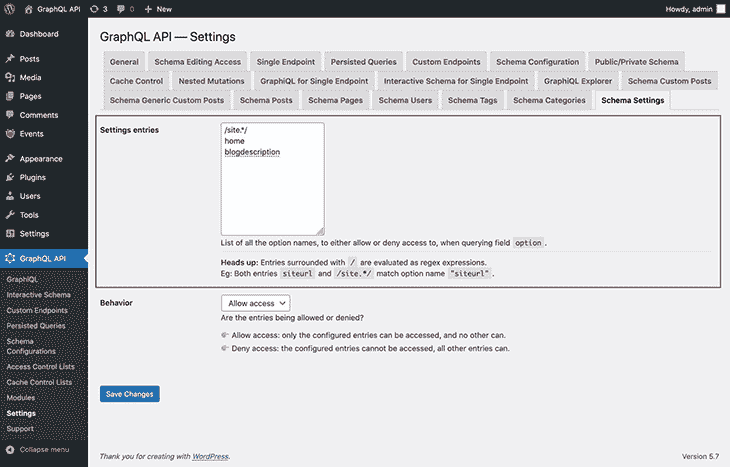 GraphQL API 3 0 New Howdy, admin
Dashboard
Posts
Media
Pages
Comments
Events
Appearance
Plugins
Users
Tools
Settings
GraphQL API
GraphiQL
Interactive Schema
Custom Endpoints
Persisted Queries
Schema
Configurations
Access Control Lists
Cache Control Lists
Modules
Settings
Support
Collapse menu
GraphQL API — Settings
General Schema Editing Access Single Endpoint Persisted Queries Custom Endpoints Schema Configuration Public/Private Schema
Cache Control Nested Mutations GraphiQL for Single Endpoint Interactive Schema for Single Endpoint GraphiQL Explorer Schema Custom Posts
Schema Generic Custom Posts Schema Posts Schema Pages Schema Users Schema Tags Schema Categories Schema Settings
Settings entries
/site.*/
home
blogdescription
List of all the option names, to either allow or deny access to, when querying field option .
Heads up: Entries surrounded with / are evaluated as regex expressions.
Eg: Both entries siteurl and /site.*/ match option name "siteurl" .
Behavior
Allow access
Are the entries being allowed or denied?
👉 Allow access: only the configured entries can be accessed, and no other can.
👉 Deny access: the configured entries cannot be accessed, all other entries can.
Save Changes
Thank you for creating with WordPress. Version 5.7